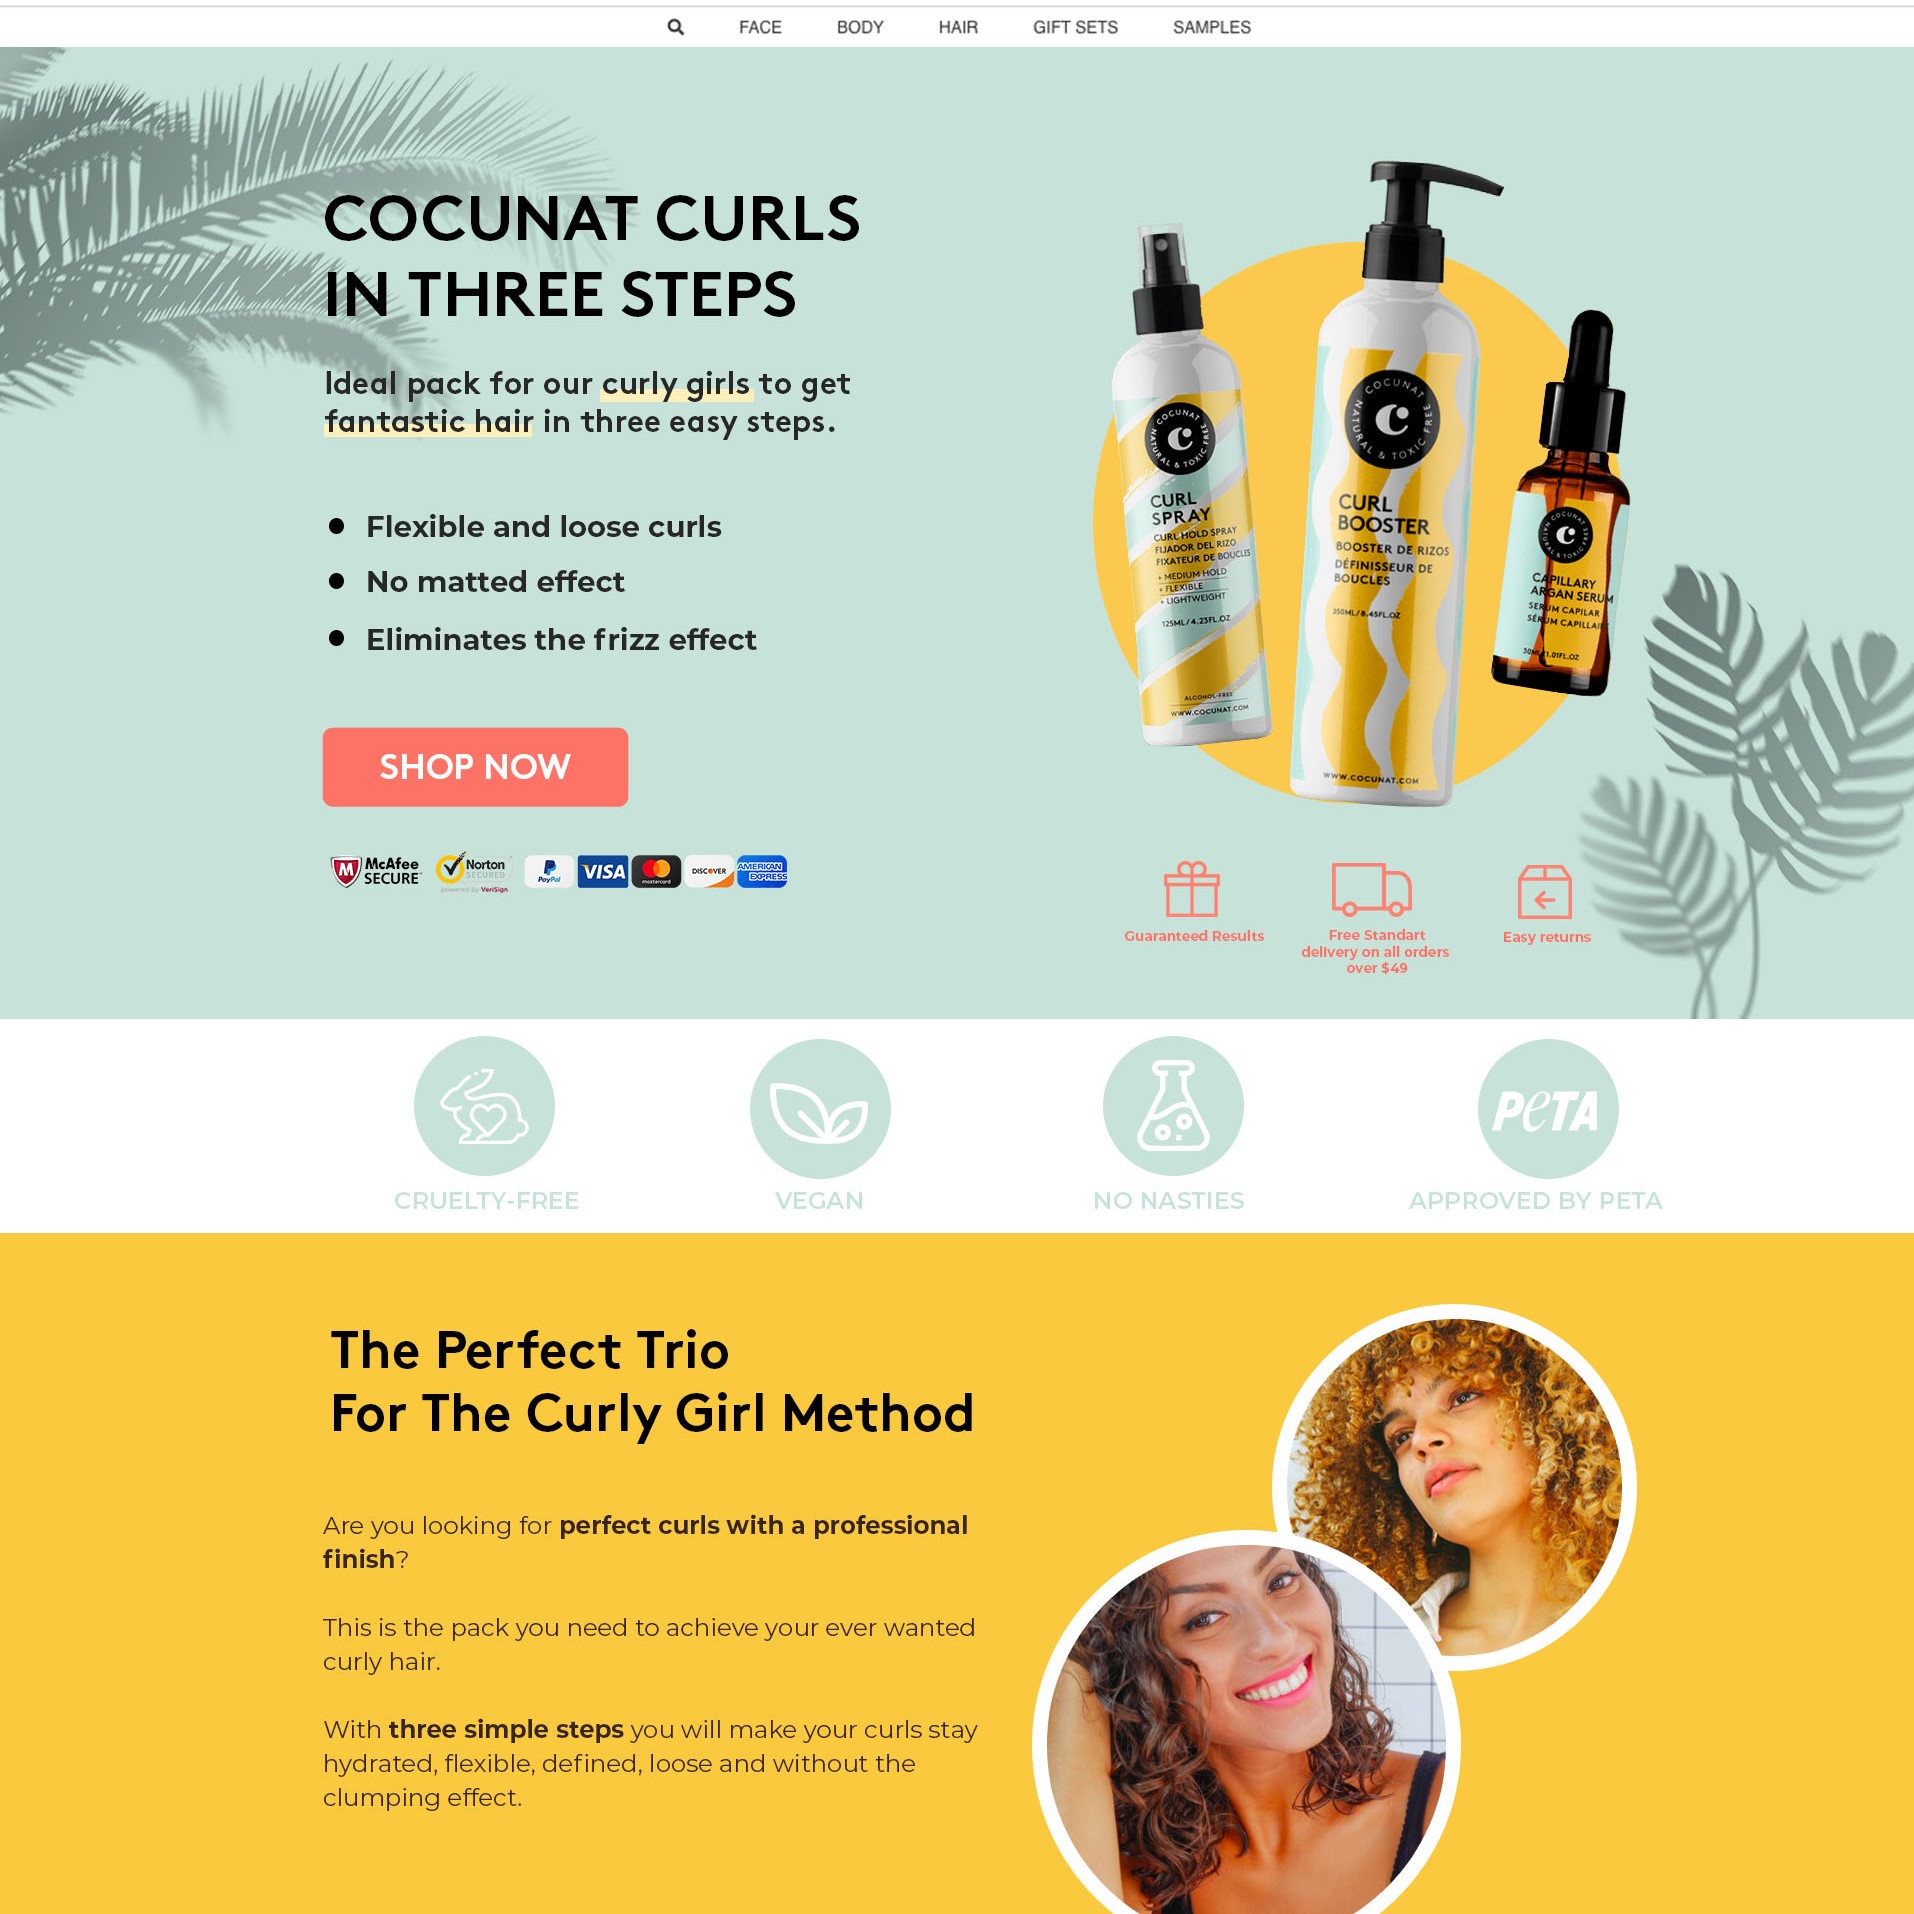 FACE
BODY
HAIR
GIFT SETS
SAMPLES
COCUNAT CURLS
IN THREE STEPS
Ideal pack for our curly girls to get
fantastic hair in three easy steps.
Flexible and loose curls
No matted effect
Eliminates the frizz effect
SHOP NOW
McAfee
SECURE
Norton
SECURED
powered by VeriSign
PayPal
VISA
mastercard
DISCOVER
AMERICAN
EXPRESS
COCUNAT
NATURAL & TOXIC FREE
c
CURL
SPRAY
CURL HOLD SPRAY
FIJADOR DEL RIZO
FIXATEUR DE BOUCLES
+ MEDIUM HOLD
+ FLEXIBLE
+ LIGHTWEIGHT
125ML/4.23FL.OZ
ALCOHOL-FREE
WWW.COCUNAT.COM
COCUNAT
NATURAL & TOXIC FREE
c
CURL
BOOSTER
BOOSTER DE RIZOS
DÉFINISSEUR DE
BOUCLES
250ML/8.45FL.OZ
WWW.COCUNAT.COM
COCUNAT
NATURAL & TOXIC FREE
c
CAPILLARY
ARGAN SERUM
SERUM CAPILAR
SÉRUM CAPILLAIRE
30ML/1.01FL.OZ
Guaranteed Results
Free Standart
delivery on all orders
over $49
Easy returns
PETA
CRUELTY-FREE
VEGAN
NO NASTIES
APPROVED BY PETA
The Perfect Trio
For The Curly Girl Method
Are you looking for perfect curls with a professional
finish?
This is the pack you need to achieve your ever wanted
curly hair.
With three simple steps you will make your curls stay
hydrated, flexible, defined, loose and without the
clumping effect.